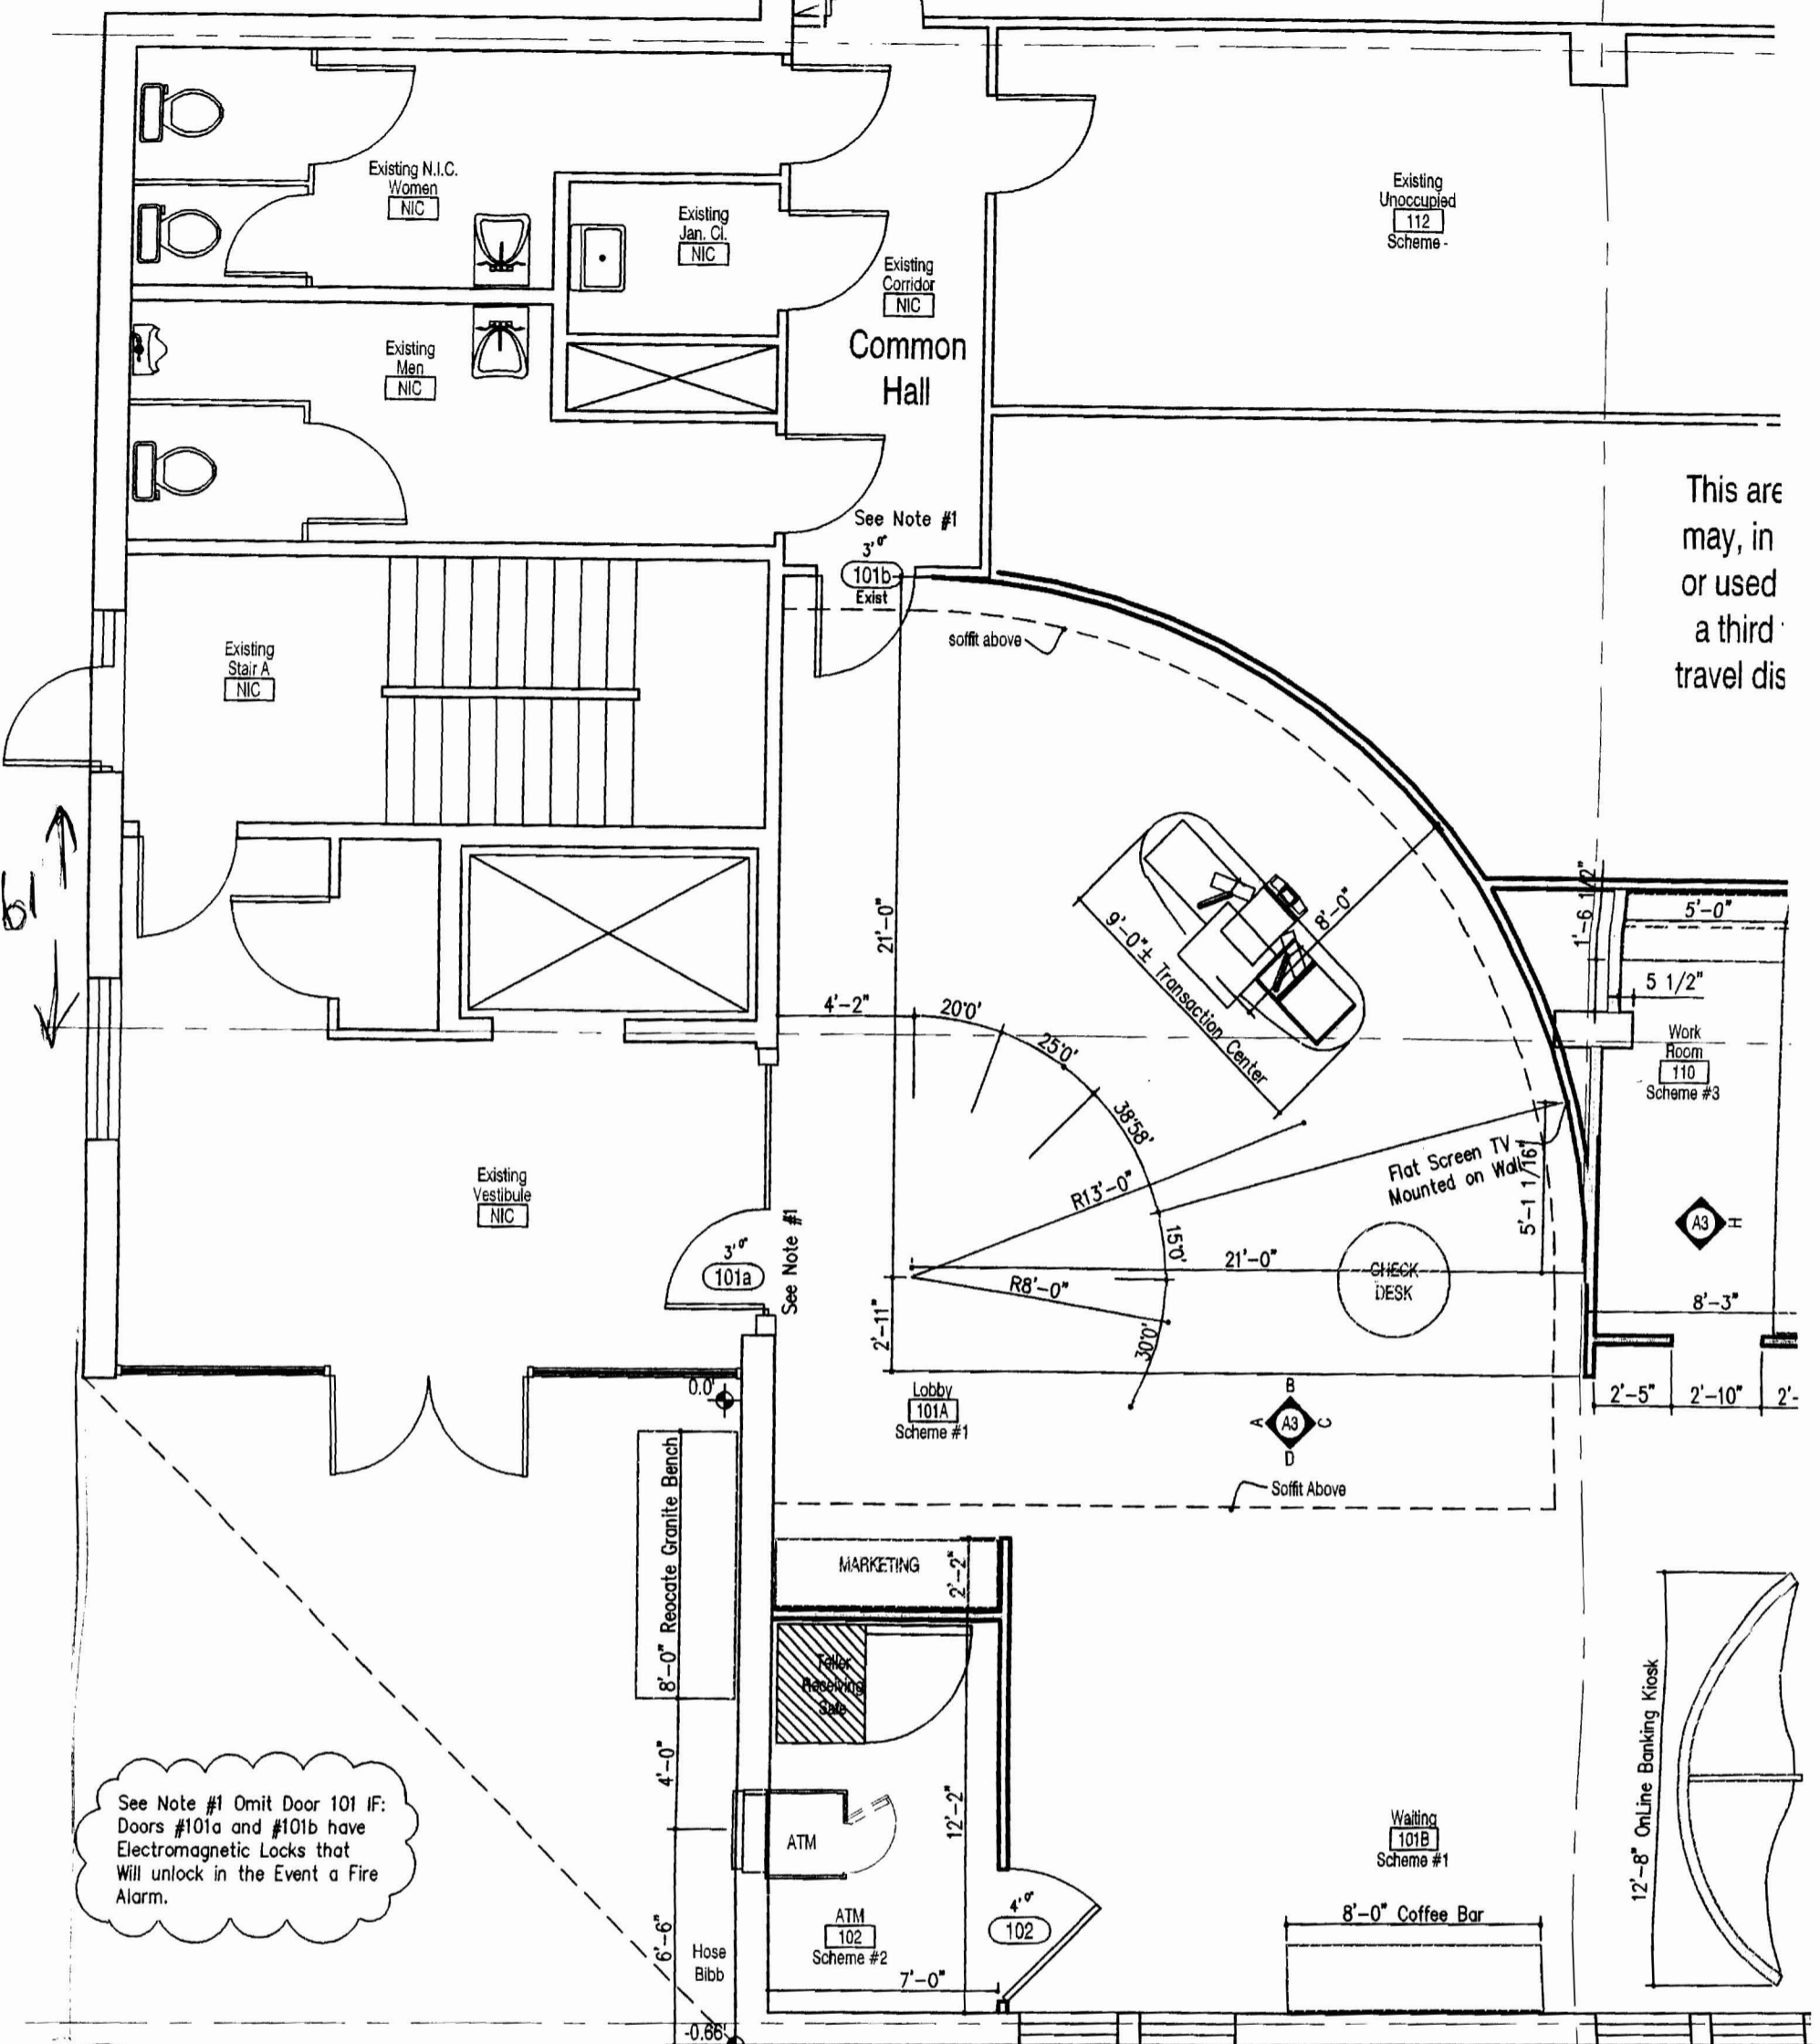 Existing N.I.C.
Women
NIC
Existing
Jan. Cl.
NIC
Existing
Corridor
NIC
Common
Hall
Existing
Unoccupied
112
Scheme -
Existing
Men
NIC
See Note #1
3'0"
101b
Exist
soffit above
This are
may, in
or used
a third
travel dis
Existing
Stair A
NIC
21'-0"
8'-0"
9'-0"± Transaction Center
1'-6 1/2"
5'-0"
5 1/2"
Work
Room
110
Scheme #3
4'-2"
20'0'
25'0'
38'58'
15'0'
30'0'
R13'-0"
R8'-0"
21'-0"
Flat Screen TV
Mounted on Wall
5'-1 1/16"
CHECK
DESK
A3
H
8'-3"
2'-5"
2'-10"
2'-
Existing
Vestibule
NIC
3'0"
101a
See Note #1
2'-11"
0.0'
Lobby
101A
Scheme #1
B
A
A3
C
D
Soffit Above
8'-0" Reocate Granite Bench
MARKETING
2'-2"
Teller
Receiving
Safe
4'-0"
12'-2"
ATM
See Note #1 Omit Door 101 IF:
Doors #101a and #101b have
Electromagnetic Locks that
Will unlock in the Event a Fire
Alarm.
6'-6"
Hose
Bibb
ATM
102
Scheme #2
7'-0"
4'0"
102
-0.66'
Waiting
101B
Scheme #1
8'-0" Coffee Bar
12'-8" OnLine Banking Kiosk